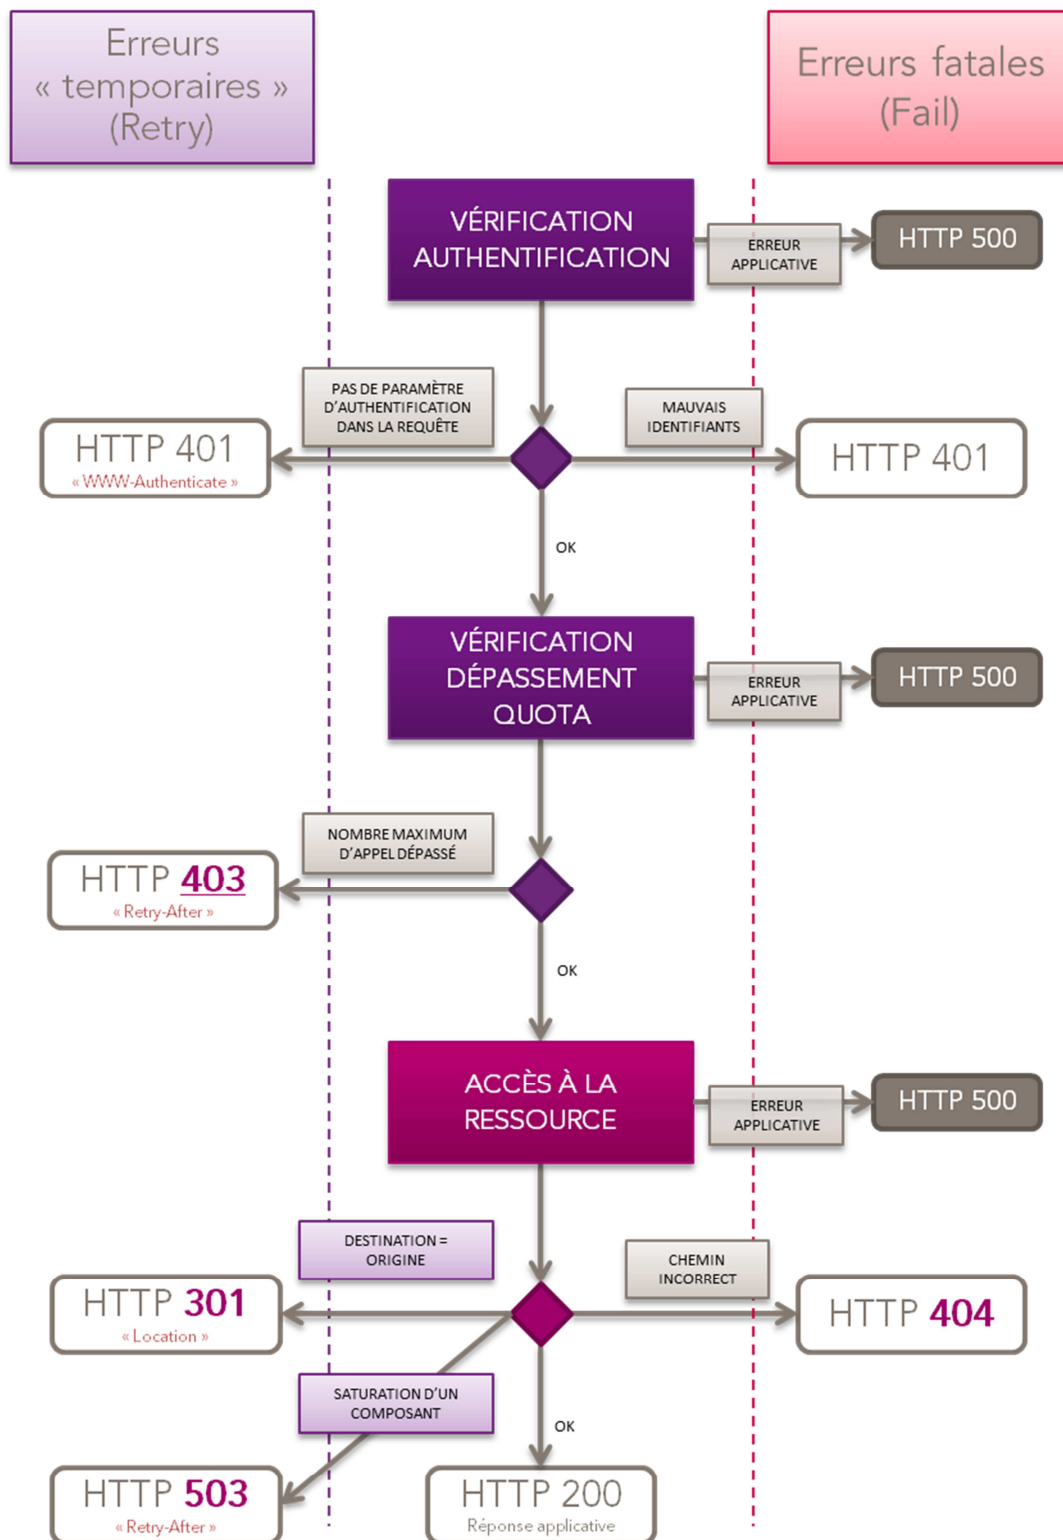 Erreurs
« temporaires »
(Retry)
Erreurs fatales
(Fail)
VÉRIFICATION
AUTHENTIFICATION
ERREUR
APPLICATIVE
HTTP 500
PAS DE PARAMÈTRE
D'AUTHENTIFICATION
DANS LA REQUÊTE
MAUVAIS
IDENTIFIANTS
HTTP 401
« WWW-Authenticate »
HTTP 401
OK
VÉRIFICATION
DÉPASSEMENT
QUOTA
ERREUR
APPLICATIVE
HTTP 500
NOMBRE MAXIMUM
D'APPEL DÉPASSÉ
HTTP 403
« Retry-After »
OK
ACCÈS À LA
RESSOURCE
ERREUR
APPLICATIVE
HTTP 500
DESTINATION =
ORIGINE
CHEMIN
INCORRECT
HTTP 301
« Location »
HTTP 404
SATURATION D'UN
COMPOSANT
OK
HTTP 503
« Retry-After »
HTTP 200
Réponse applicative